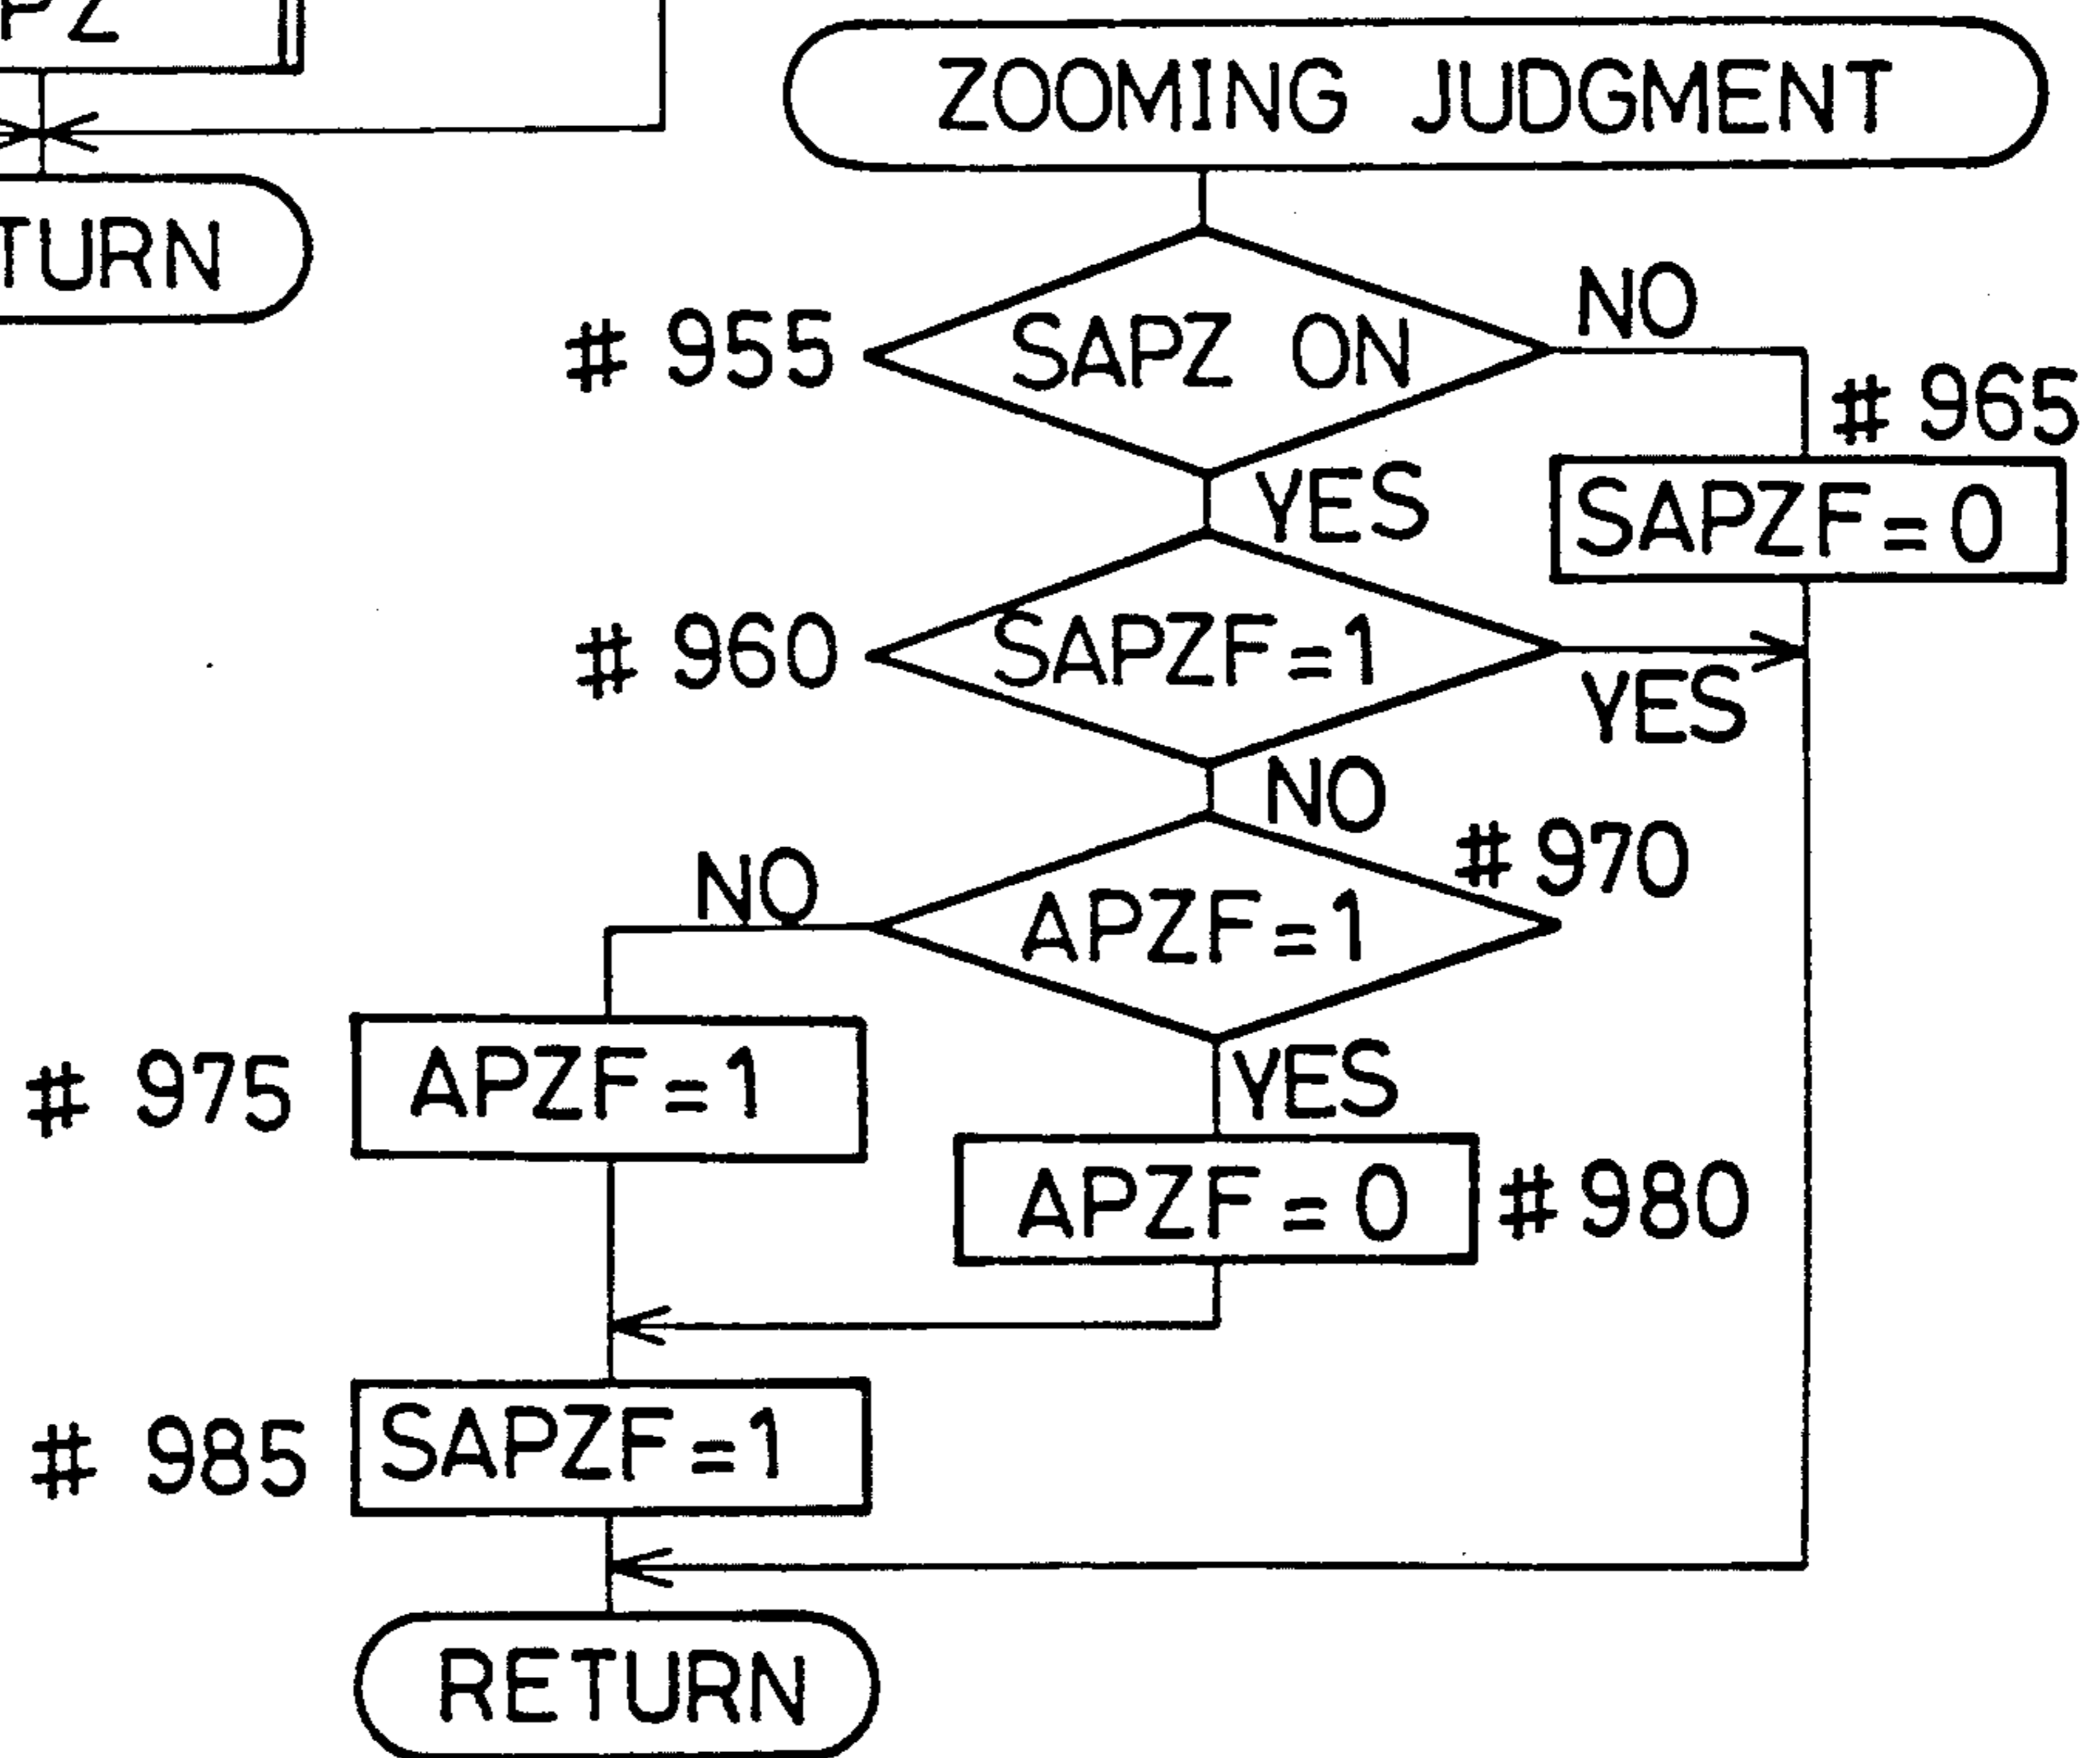 PZ
TURN
ZOOMING JUDGMENT
# 955
SAPZ ON
NO
# 965
SAPZF=0
YES
# 960
SAPZF=1
YES
NO
# 970
APZF=1
NO
YES
# 975
APZF=1
APZF=0
# 980
# 985
SAPZF=1
RETURN